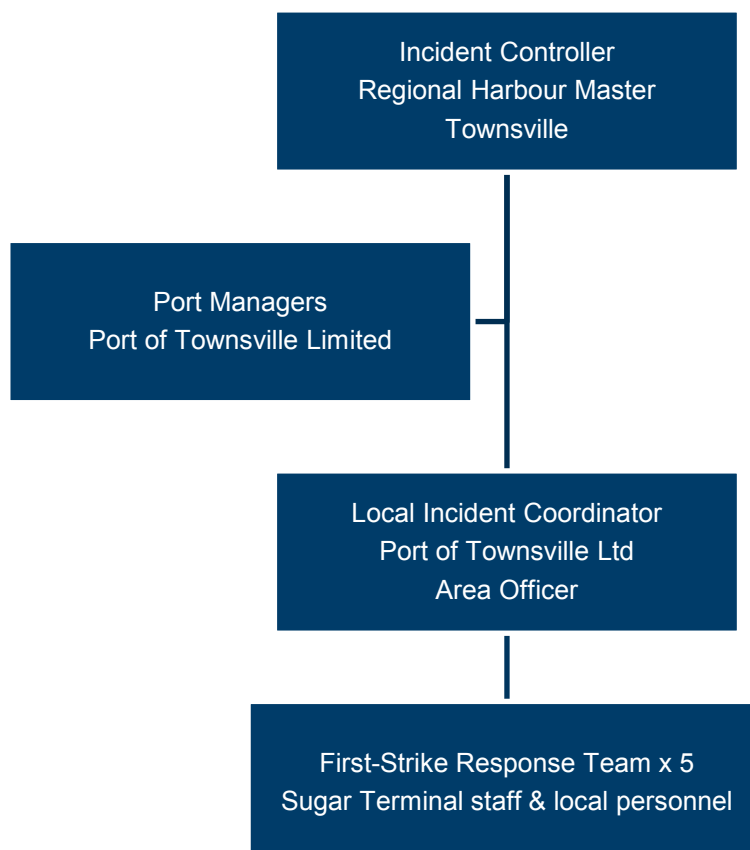 Incident Controller
Regional Harbour Master
Townsville
Port Managers
Port of Townsville Limited
Local Incident Coordinator
Port of Townsville Ltd
Area Officer
First-Strike Response Team x 5
Sugar Terminal staff & local personnel